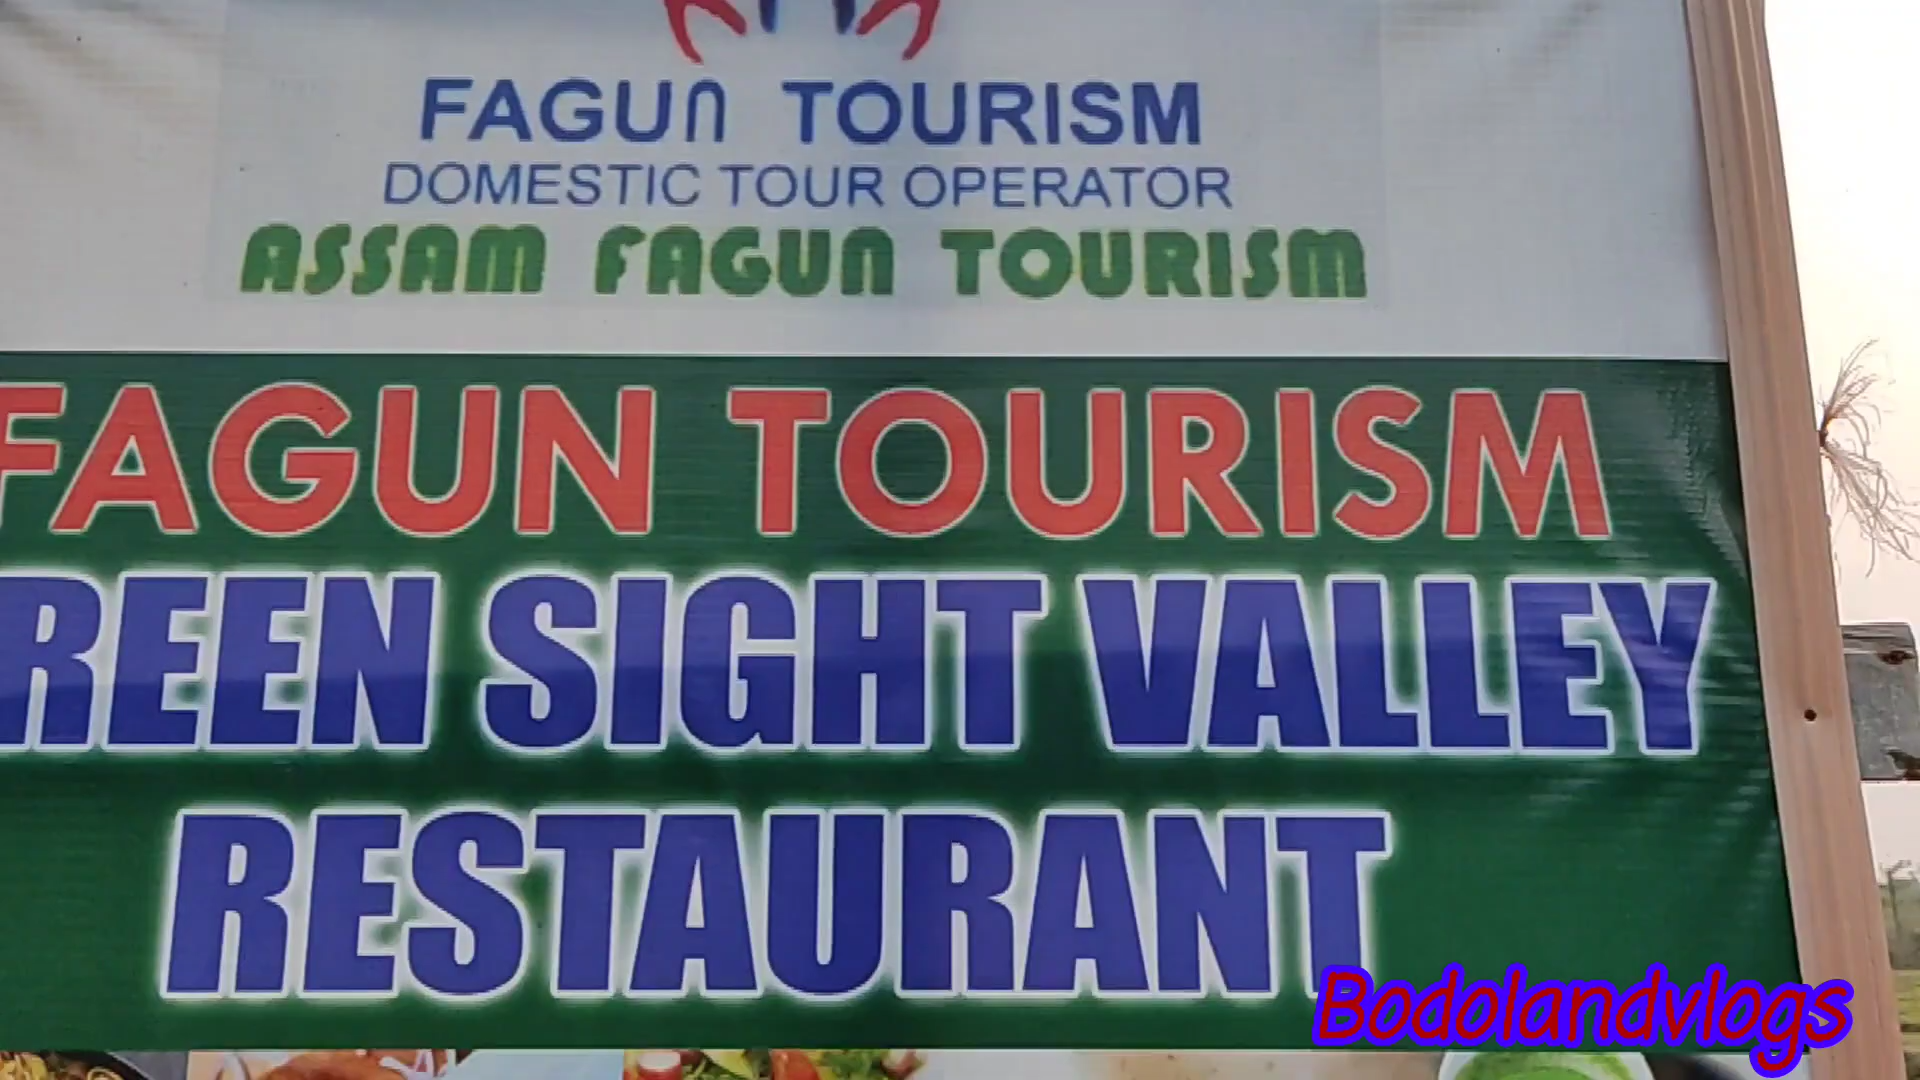 FAGUN TOURISM
DOMESTIC TOUR OPERATOR
ASSAM FAGUN TOURISM
FAGUN TOURISM
REEN SIGHT VALLEY
RESTAURANT
Bodolandvlogs